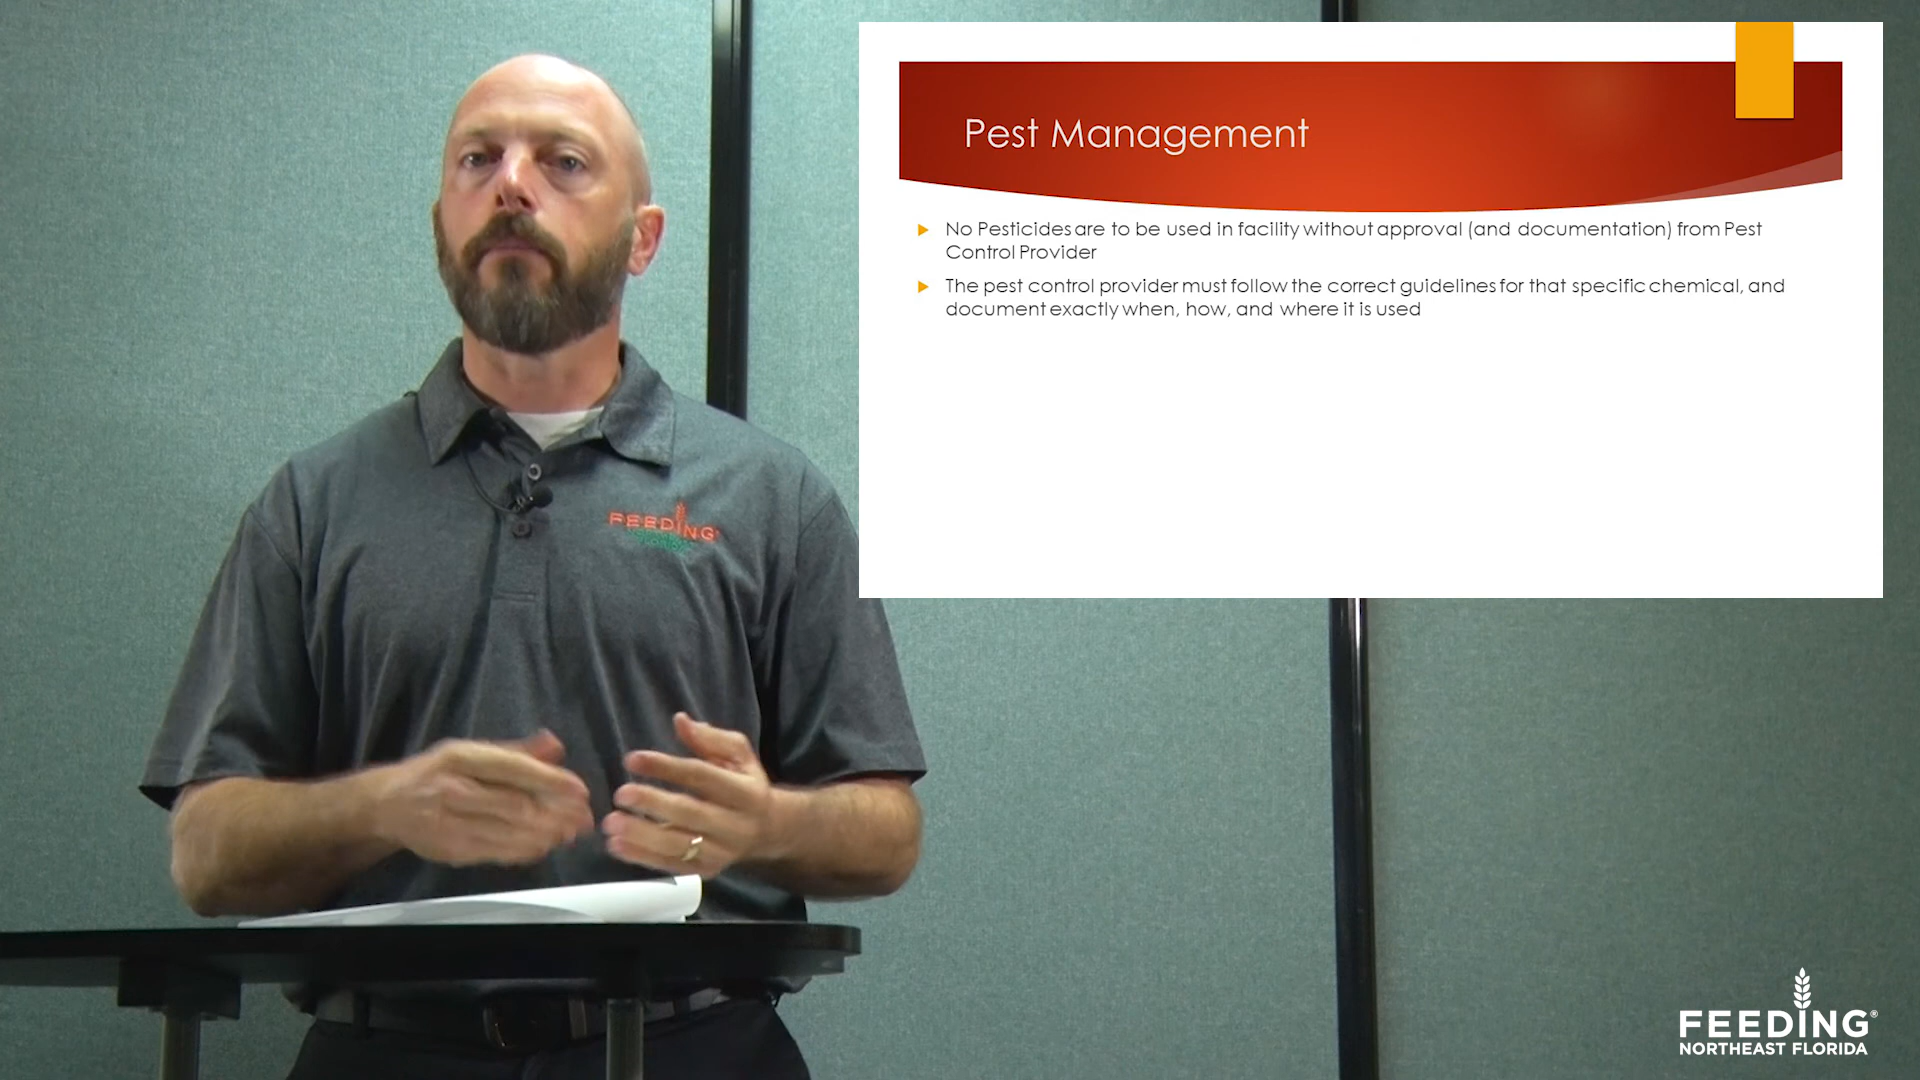 Pest Management
No Pesticides are to be used in facility without approval (and documentation) from Pest
Control Provider
The pest control provider must follow the correct guidelines for that specific chemical, and
document exactly when, how, and where it is used
FEEDING
FEEDING®
NORTHEAST FLORIDA